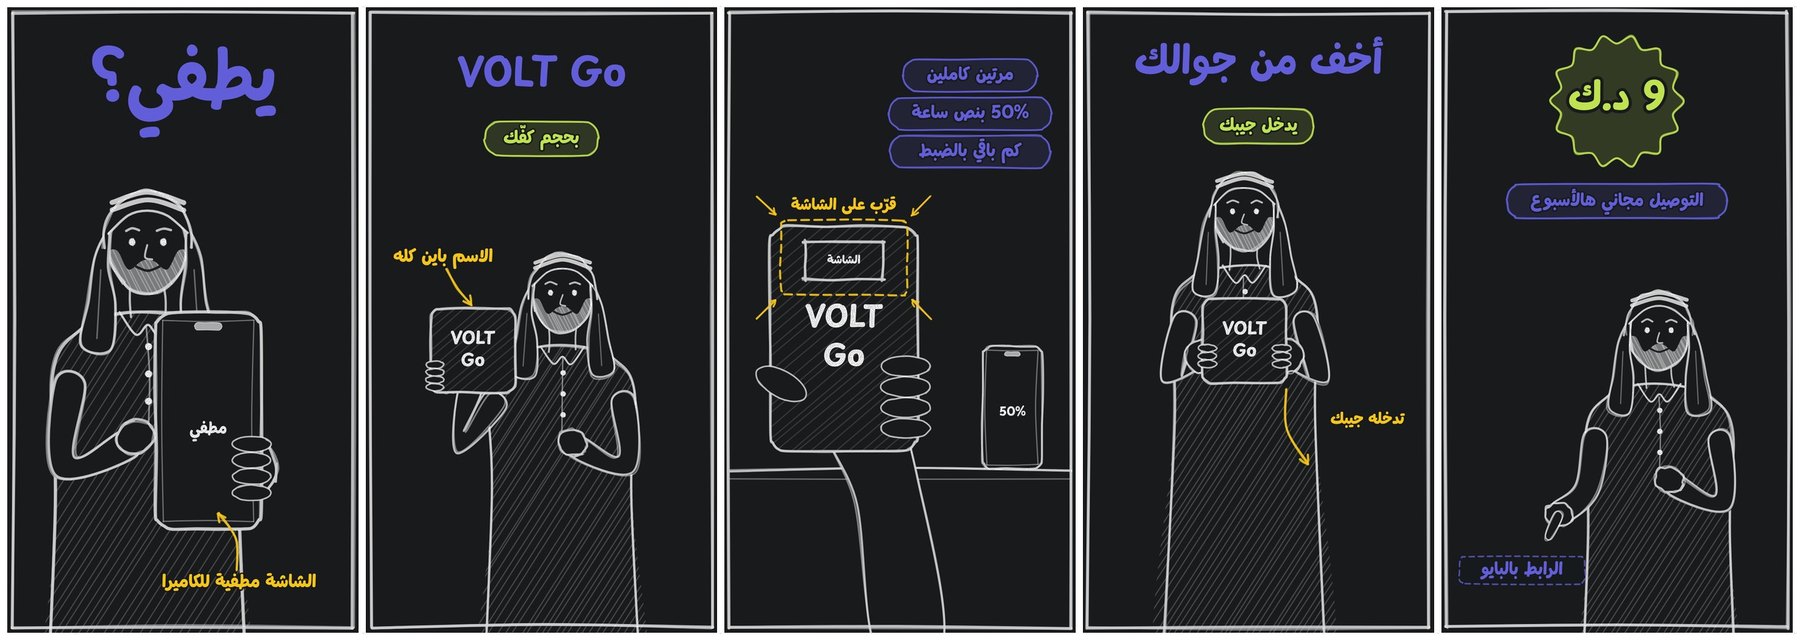 يطفي؟
مطفي
الشاشة مطفية للكاميرا
VOLT Go
بحجم كفّك
الاسم باين كله
VOLT
Go
مرتين كاملين
50% بنص ساعة
كم باقي بالضبط
قرّب على الشاشة
الشاشة
VOLT
Go
50%
أخف من جوالك
يدخل جيبك
VOLT
Go
تدخله جيبك
9 د.ك
التوصيل مجاني هالأسبوع
الرابط بالبايو